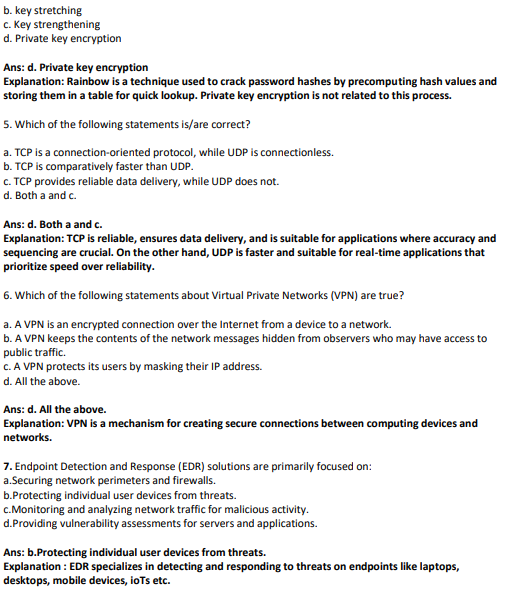 b. key stretching
c. Key strengthening
d. Private key encryption
Ans: d. Private key encryption
Explanation: Rainbow is a technique used to crack password hashes by precomputing hash values and
storing them in a table for quick lookup. Private key encryption is not related to this process.
5. Which of the following statements is/are correct?
a. TCP is a connection-oriented protocol, while UDP is connectionless.
b. TCP is comparatively faster than UDP.
c. TCP provides reliable data delivery, while UDP does not.
d. Both a and c.
Ans: d. Both a and c.
Explanation: TCP is reliable, ensures data delivery, and is suitable for applications where accuracy and
sequencing are crucial. On the other hand, UDP is faster and suitable for real-time applications that
prioritize speed over reliability.
6. Which of the following statements about Virtual Private Networks (VPN) are true?
a. A VPN is an encrypted connection over the Internet from a device to a network.
b. A VPN keeps the contents of the network messages hidden from observers who may have access to
public traffic.
c. A VPN protects its users by masking their IP address.
d. All the above.
Ans: d. All the above.
Explanation: VPN is a mechanism for creating secure connections between computing devices and
networks.
7. Endpoint Detection and Response (EDR) solutions are primarily focused on:
a.Securing network perimeters and firewalls.
b.Protecting individual user devices from threats.
c.Monitoring and analyzing network traffic for malicious activity.
d.Providing vulnerability assessments for servers and applications.
Ans: b.Protecting individual user devices from threats.
Explanation : EDR specializes in detecting and responding to threats on endpoints like laptops,
desktops, mobile devices, ioTs etc.